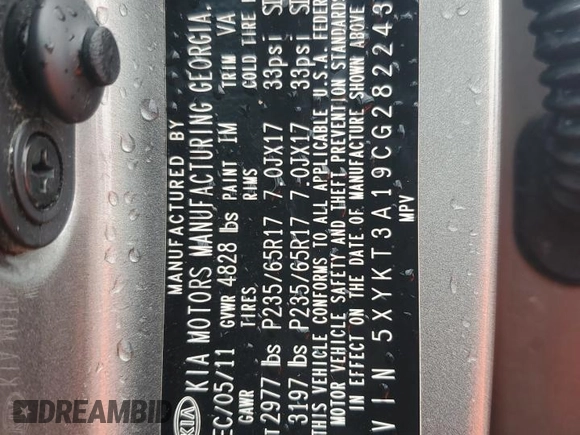 MANUFACTURED BY
KIA KIA MOTORS MANUFACTURING GEORGIA.
EC/05/11 GVWR 4828 lbs PAINT IM TRIM VA
GAWR TIRES RIMS COLD TIRE
T 2977 lbs P235/65R17 7.0JX17 33psi
3197 lbs P235/65R17 7.0JX17 33psi
THIS VEHICLE CONFORMS TO ALL APPLICABLE U.S.A. FEDER
MOTOR VEHICLE SAFETY AND THEFT PREVENTION STANDARDS
IN EFFECT ON THE DATE OF MANUFACTURE SHOWN ABOVE
VIN 5XYKT3A19CG282243
MPV
DREAMBID